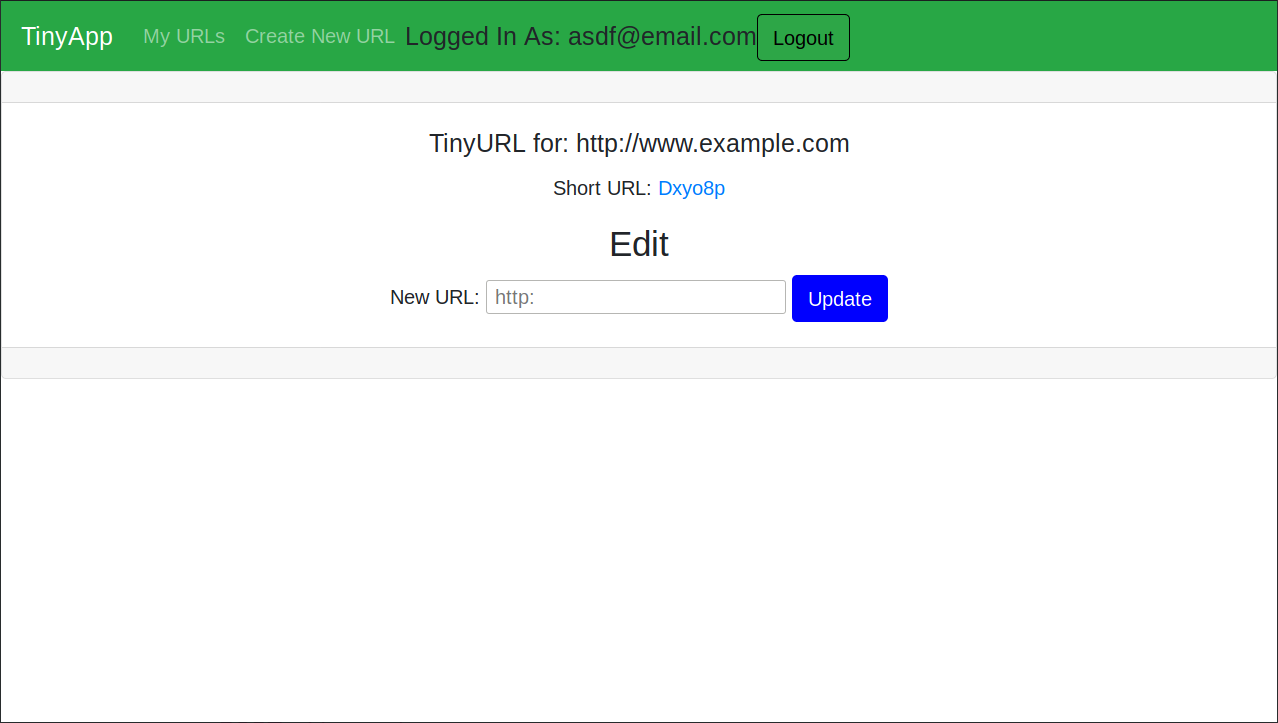 TinyApp My URLs Create New URL Logged In As: asdf@email.com Logout
TinyURL for: http://www.example.com
Short URL: Dxyo8p
Edit
New URL: http: Update